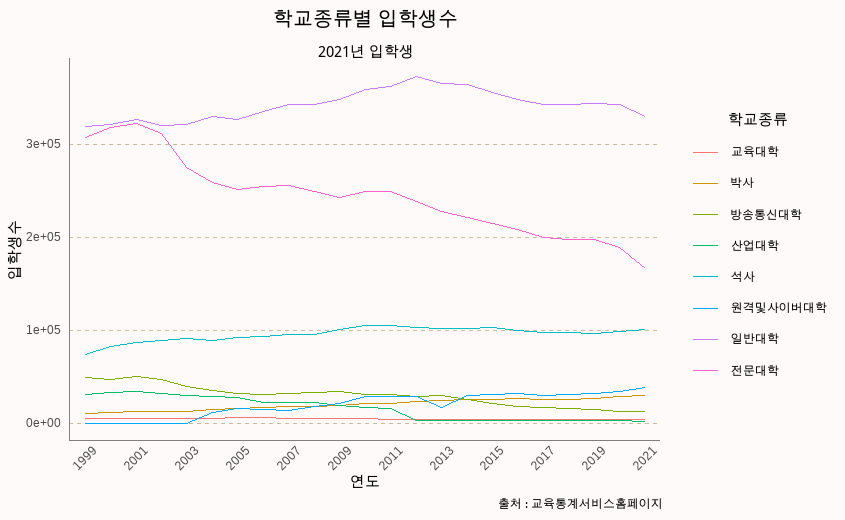 학교종류별 입학생수
2021년 입학생
입학생수
3e+05
2e+05
1e+05
0e+00
1999
2001
2003
2005
2007
2009
2011
2013
2015
2017
2019
2021
연도
학교종류
교육대학
박사
방송통신대학
산업대학
석사
원격및사이버대학
일반대학
전문대학
출처 : 교육통계서비스홈페이지